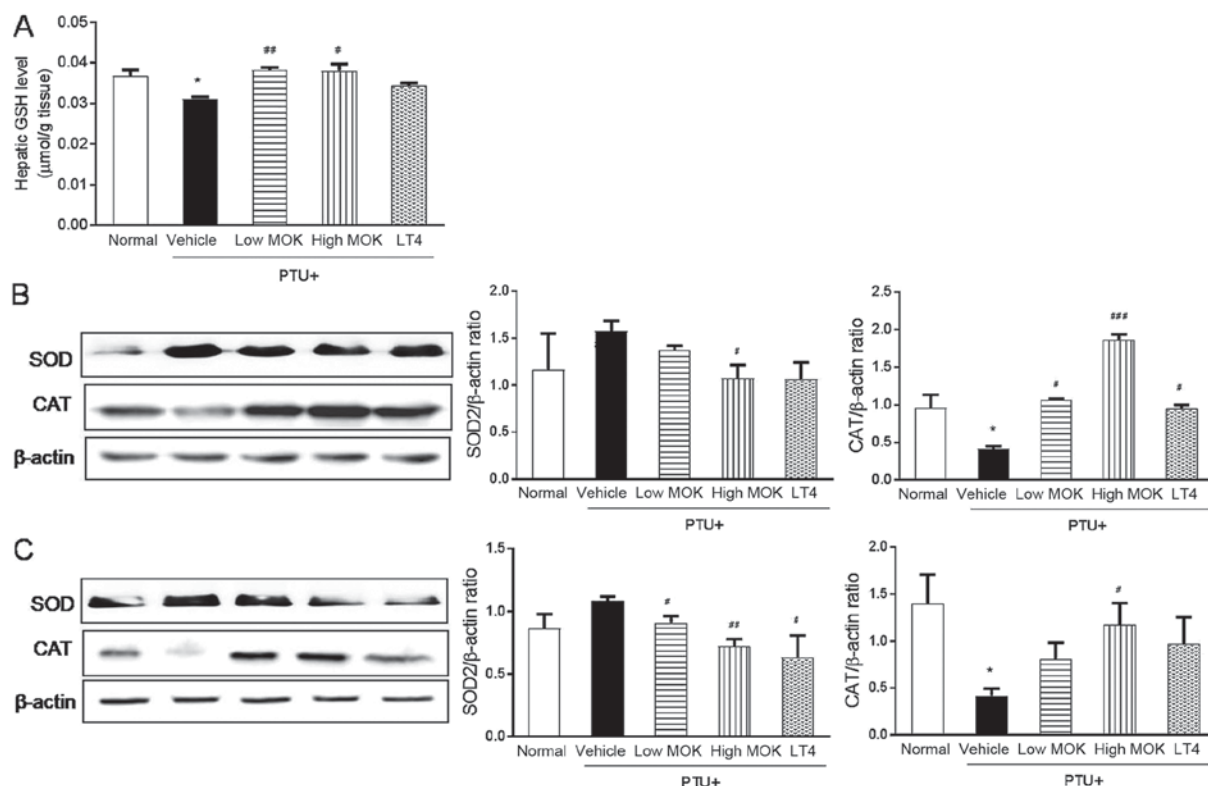 A
Hepatic GSH level
(μmol/g tissue)
0.05
0.04
0.03
0.02
0.01
0.00
*
##
#
Normal Vehicle Low MOK High MOK LT4
PTU+
B
SOD
CAT
β-actin
SOD2/β-actin ratio
2.0
1.5
1.0
0.5
0.0
#
Normal Vehicle Low MOK High MOK LT4
PTU+
CAT/β-actin ratio
2.5
2.0
1.5
1.0
0.5
0.0
*
#
###
#
Normal Vehicle Low MOK High MOK LT4
PTU+
C
SOD
CAT
β-actin
SOD2/β-actin ratio
1.5
1.0
0.5
0.0
#
##
#
Normal Vehicle Low MOK High MOK LT4
PTU+
CAT/β-actin ratio
2.0
1.5
1.0
0.5
0.0
*
#
Normal Vehicle Low MOK High MOK LT4
PTU+